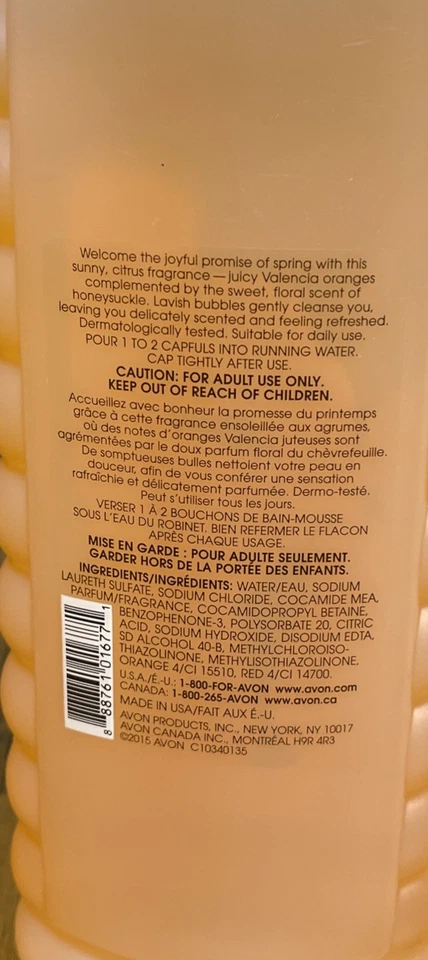 Welcome the joyful promise of spring with this
sunny, citrus fragrance — juicy Valencia oranges
complemented by the sweet, floral scent of
honeysuckle. Lavish bubbles gently cleanse you,
leaving you delicately scented and feeling refreshed.
Dermatologically tested. Suitable for daily use.
POUR 1 TO 2 CAPFULS INTO RUNNING WATER.
CAP TIGHTLY AFTER USE.
CAUTION: FOR ADULT USE ONLY.
KEEP OUT OF REACH OF CHILDREN.
Accueillez avec bonheur la promesse du printemps
grâce à cette fragrance ensoleillée aux agrumes,
où des notes d'oranges Valencia juteuses sont
agrémentées par le doux parfum floral du chèvrefeuille.
De somptueuses bulles nettoient votre peau en
douceur, afin de vous conférer une sensation
rafraîchie et délicatement parfumée. Dermo-testé.
Peut s'utiliser tous les jours.
VERSER 1 À 2 BOUCHONS DE BAIN-MOUSSE
SOUS L'EAU DU ROBINET. BIEN REFERMER LE FLACON
APRÈS CHAQUE USAGE.
MISE EN GARDE : POUR ADULTE SEULEMENT.
GARDER HORS DE LA PORTÉE DES ENFANTS.
INGREDIENTS/INGRÉDIENTS: WATER/EAU, SODIUM
LAURETH SULFATE, SODIUM CHLORIDE, COCAMIDE MEA,
PARFUM/FRAGRANCE, COCAMIDOPROPYL BETAINE,
BENZOPHENONE-3, POLYSORBATE 20, CITRIC
ACID, SODIUM HYDROXIDE, DISODIUM EDTA,
SD ALCOHOL 40-B, METHYLCHLOROISO-
THIAZOLINONE, METHYLISOTHIAZOLINONE,
ORANGE 4/CI 15510, RED 4/CI 14700.
U.S.A./É.-U.: 1-800-FOR-AVON www.avon.com
CANADA: 1-800-265-AVON www.avon.ca
MADE IN USA/FAIT AUX É.-U.
AVON PRODUCTS, INC., NEW YORK, NY 10017
AVON CANADA INC., MONTRÉAL H9R 4R3
©2015 AVON C10340135
8 88761 01677 1